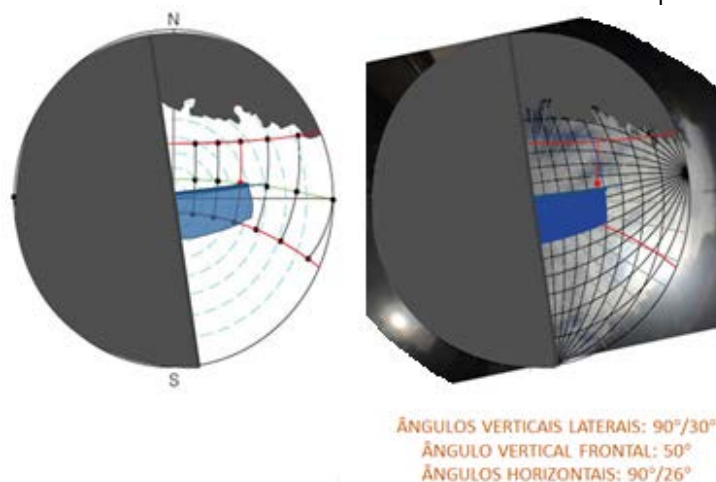 N
S
ÂNGULOS VERTICAIS LATERAIS: 90°/30°
ÂNGULO VERTICAL FRONTAL: 50°
ÂNGULOS HORIZONTAIS: 90°/26°